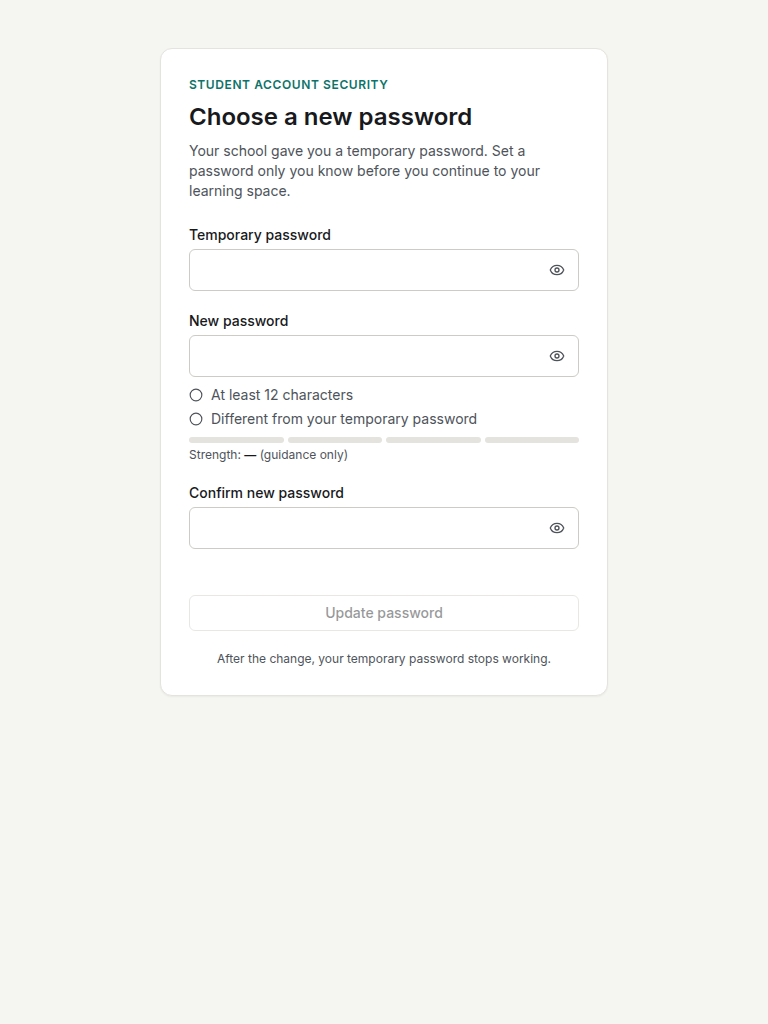 STUDENT ACCOUNT SECURITY
Choose a new password
Your school gave you a temporary password. Set a
password only you know before you continue to your
learning space.
Temporary password
New password
At least 12 characters
Different from your temporary password
Strength: — (guidance only)
Confirm new password
Update password
After the change, your temporary password stops working.